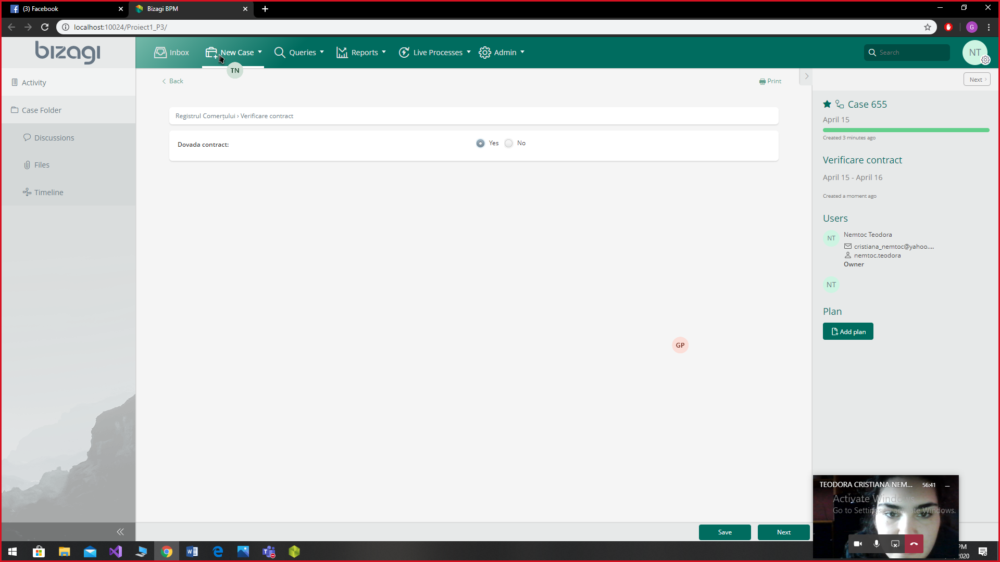 (3) Facebook
Bizagi BPM
localhost:10024/Proiect1_P3/
G
bizagi
Inbox
New Case
Queries
Reports
Live Processes
Admin
Search
NT
TN
Activity
Case Folder
Discussions
Files
Timeline
Back
Print
Next
Registrul Comerțului › Verificare contract
Dovada contract:
Yes
No
Case 655
April 15
Created 3 minutes ago
Verificare contract
April 15 - April 16
Created a moment ago
Users
NT
Nemtoc Teodora
cristiana_nemtoc@yahoo....
nemtoc.teodora
Owner
NT
Plan
Add plan
GP
TEODORA CRISTIANA NEM...
56:41
Activate Windows
Go to Settings to activate Windows.
Save
Next
PM
2020